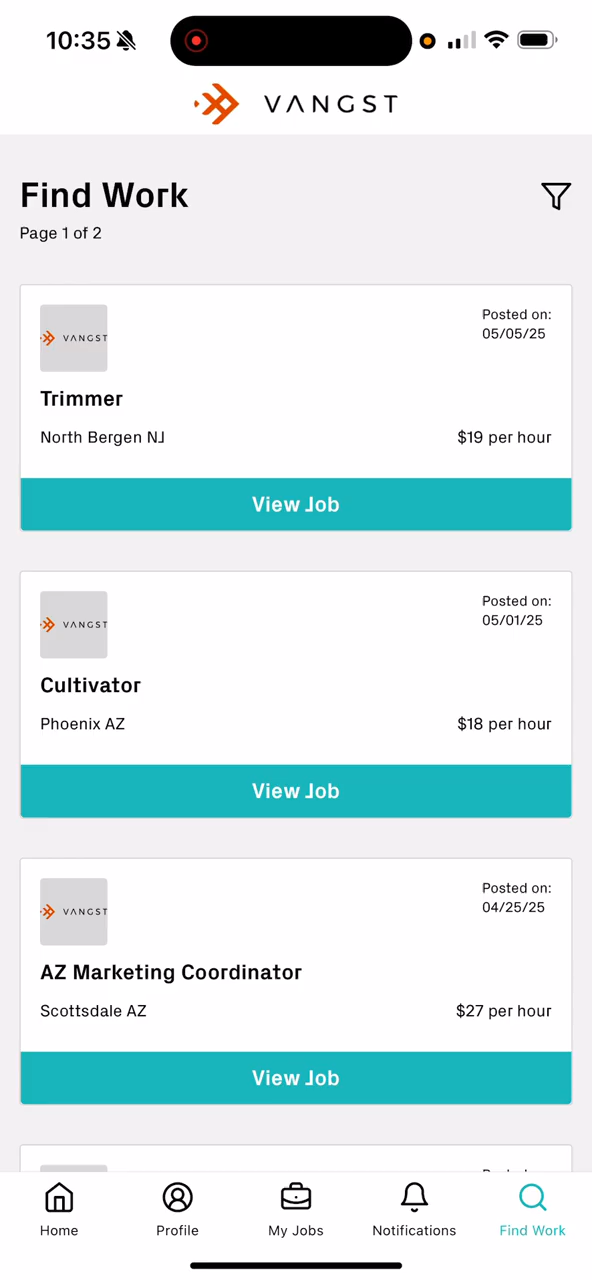 10:35
VANGST
Find Work
Page 1 of 2
VANGST
Posted on:
05/05/25
Trimmer
North Bergen NJ
$19 per hour
View Job
VANGST
Posted on:
05/01/25
Cultivator
Phoenix AZ
$18 per hour
View Job
VANGST
Posted on:
04/25/25
AZ Marketing Coordinator
Scottsdale AZ
$27 per hour
View Job
Home
Profile
My Jobs
Notifications
Find Work